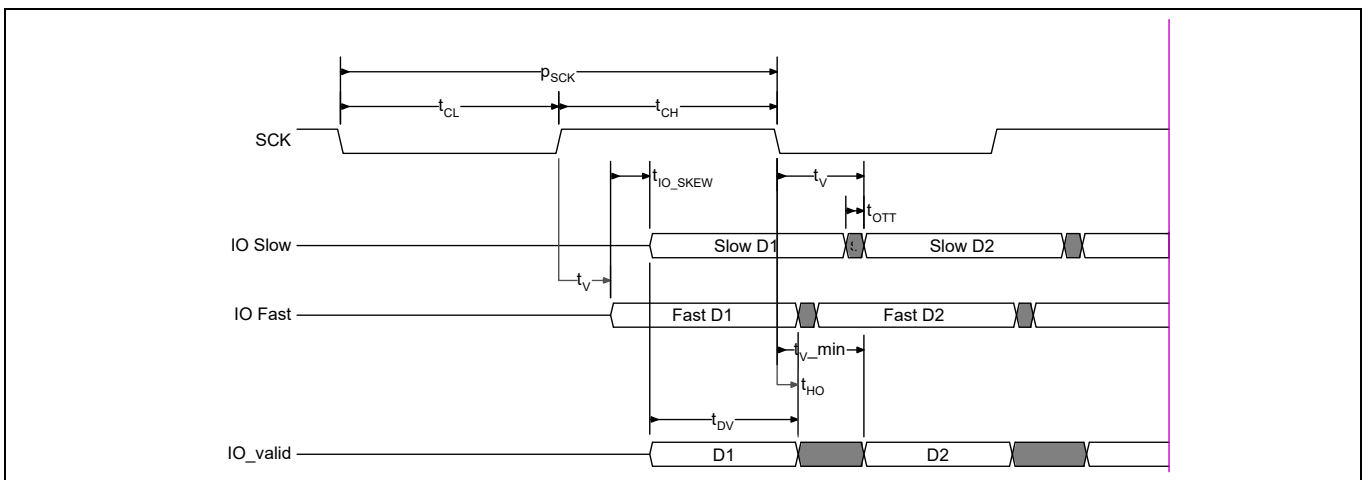 pSCK
tCL
tCH
SCK
tIO_SKEW
tV
tOTT
IO Slow
Slow D1
Slow D2
tV
IO Fast
Fast D1
Fast D2
tV_min
tHO
tDV
IO_valid
D1
D2